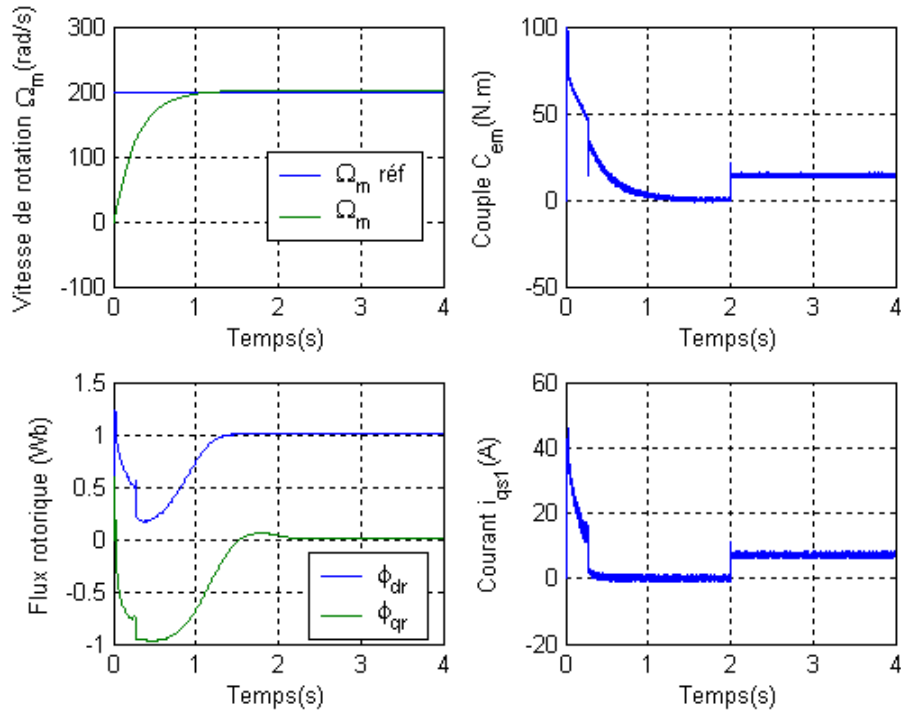 Vitesse de rotation Ωm(rad/s)
300
200
100
0
-100
Ωm réf
Ωm
0 1 2 3 4
Temps(s)
Couple Cem(N.m)
100
50
0
-50
0 1 2 3 4
Temps(s)
Flux rotorique (Wb)
1.5
1
0.5
0
-0.5
-1
ϕdr
ϕqr
0 1 2 3 4
Temps(s)
Courant iqs1(A)
60
40
20
0
-20
0 1 2 3 4
Temps(s)